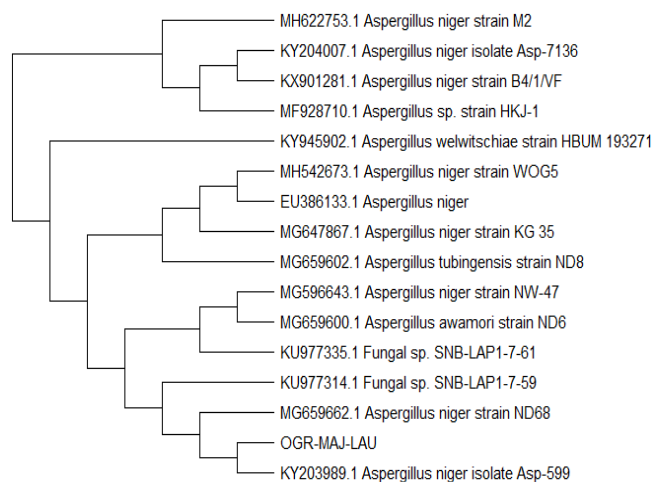 MH622753.1 Aspergillus niger strain M2
KY204007.1 Aspergillus niger isolate Asp-7136
KX901281.1 Aspergillus niger strain B4/1/VF
MF928710.1 Aspergillus sp. strain HKJ-1
KY945902.1 Aspergillus welwitschiae strain HBUM 193271
MH542673.1 Aspergillus niger strain WOG5
EU386133.1 Aspergillus niger
MG647867.1 Aspergillus niger strain KG 35
MG659602.1 Aspergillus tubingensis strain ND8
MG596643.1 Aspergillus niger strain NW-47
MG659600.1 Aspergillus awamori strain ND6
KU977335.1 Fungal sp. SNB-LAP1-7-61
KU977314.1 Fungal sp. SNB-LAP1-7-59
MG659662.1 Aspergillus niger strain ND68
OGR-MAJ-LAU
KY203989.1 Aspergillus niger isolate Asp-599